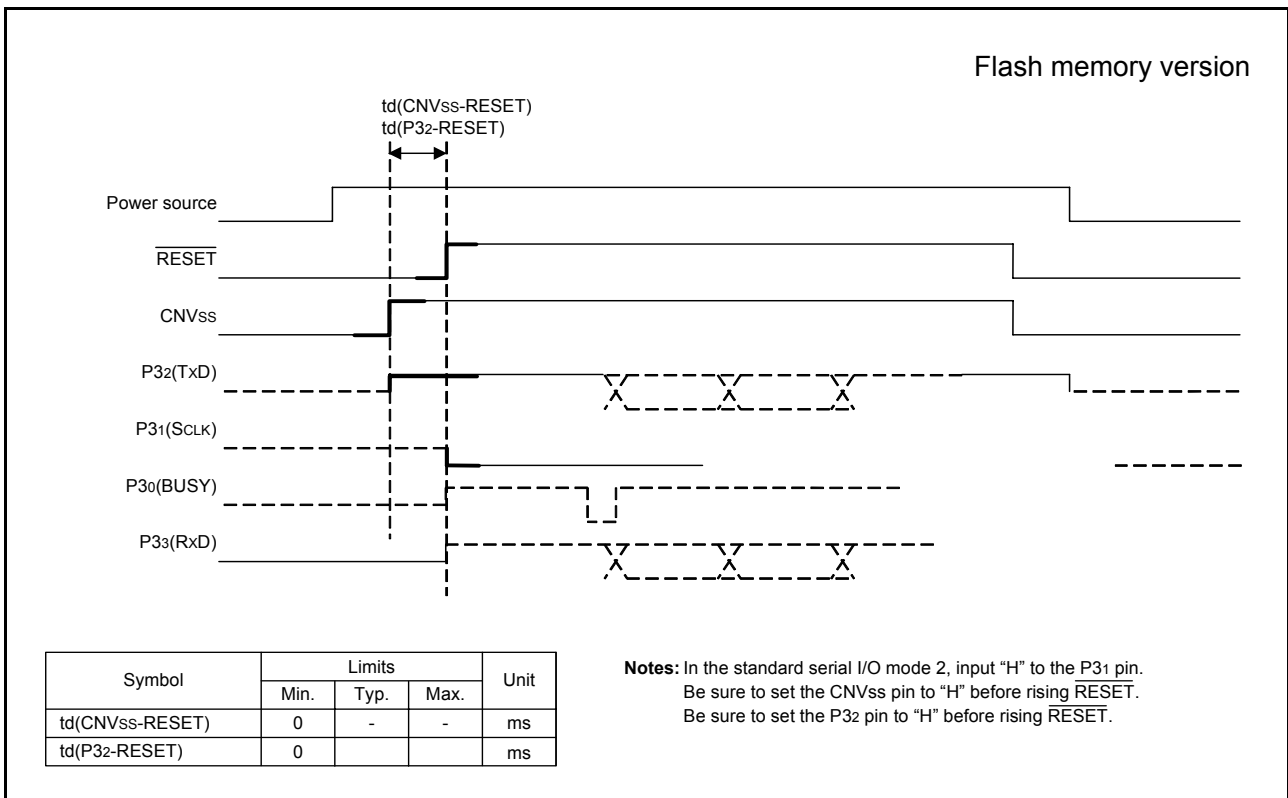 Flash memory version
td(CNVss-RESET)
td(P32-RESET)
Power source
RESET
CNVss
P32(TxD)
P31(SCLK)
P30(BUSY)
P33(RxD)
Symbol Limits Unit
Min. Typ. Max.
td(CNVss-RESET) 0 - - ms
td(P32-RESET) 0 ms
Notes: In the standard serial I/O mode 2, input “H” to the P31 pin.
Be sure to set the CNVss pin to “H” before rising RESET.
Be sure to set the P32 pin to “H” before rising RESET.